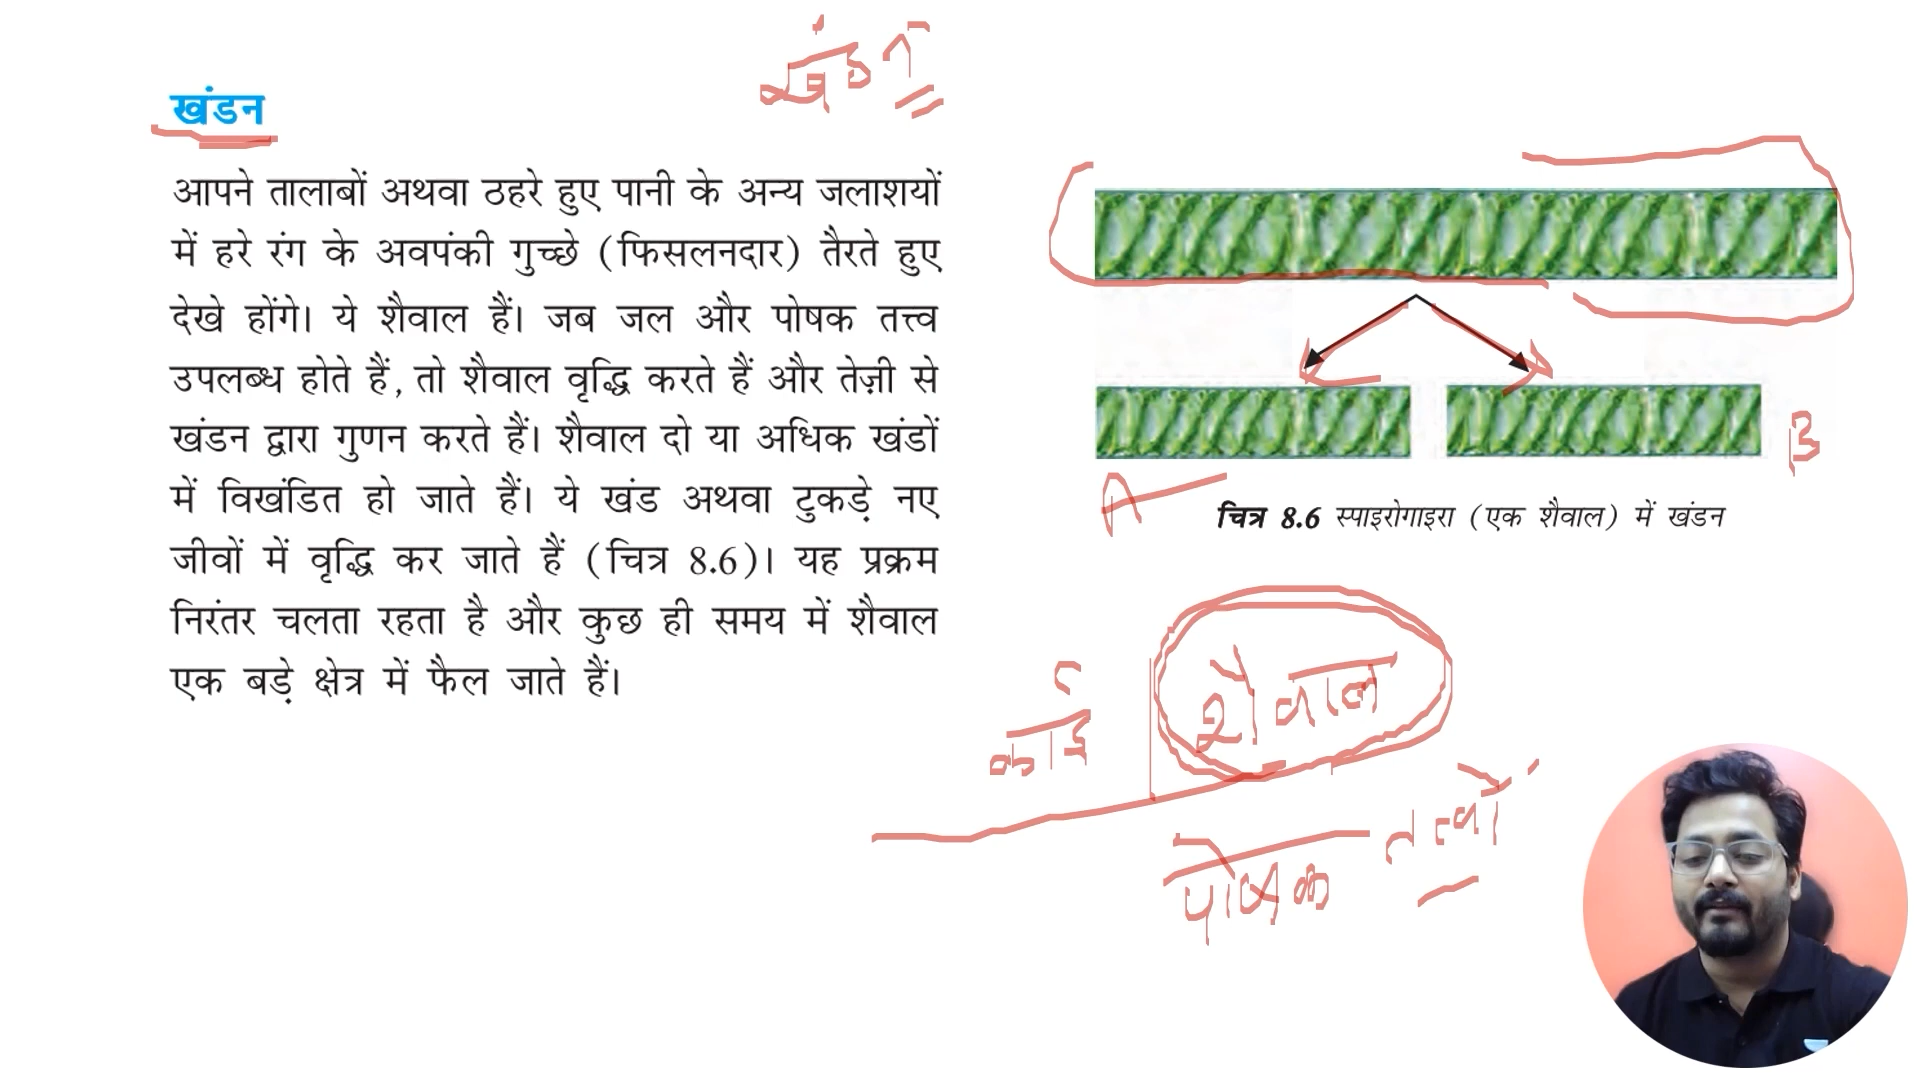 खंडन
खंडन
आपने तालाबों अथवा ठहरे हुए पानी के अन्य जलाशयों
में हरे रंग के अवपंकी गुच्छे (फिसलनदार) तैरते हुए
देखे होंगे। ये शैवाल हैं। जब जल और पोषक तत्त्व
उपलब्ध होते हैं, तो शैवाल वृद्धि करते हैं और तेज़ी से
खंडन द्वारा गुणन करते हैं। शैवाल दो या अधिक खंडों
में विखंडित हो जाते हैं। ये खंड अथवा टुकड़े नए
जीवों में वृद्धि कर जाते हैं (चित्र 8.6)। यह प्रक्रम
निरंतर चलता रहता है और कुछ ही समय में शैवाल
एक बड़े क्षेत्र में फैल जाते हैं।
A
B
चित्र 8.6 स्पाइरोगाइरा (एक शैवाल) में खंडन
काई
शैवाल
पोषक तत्वों